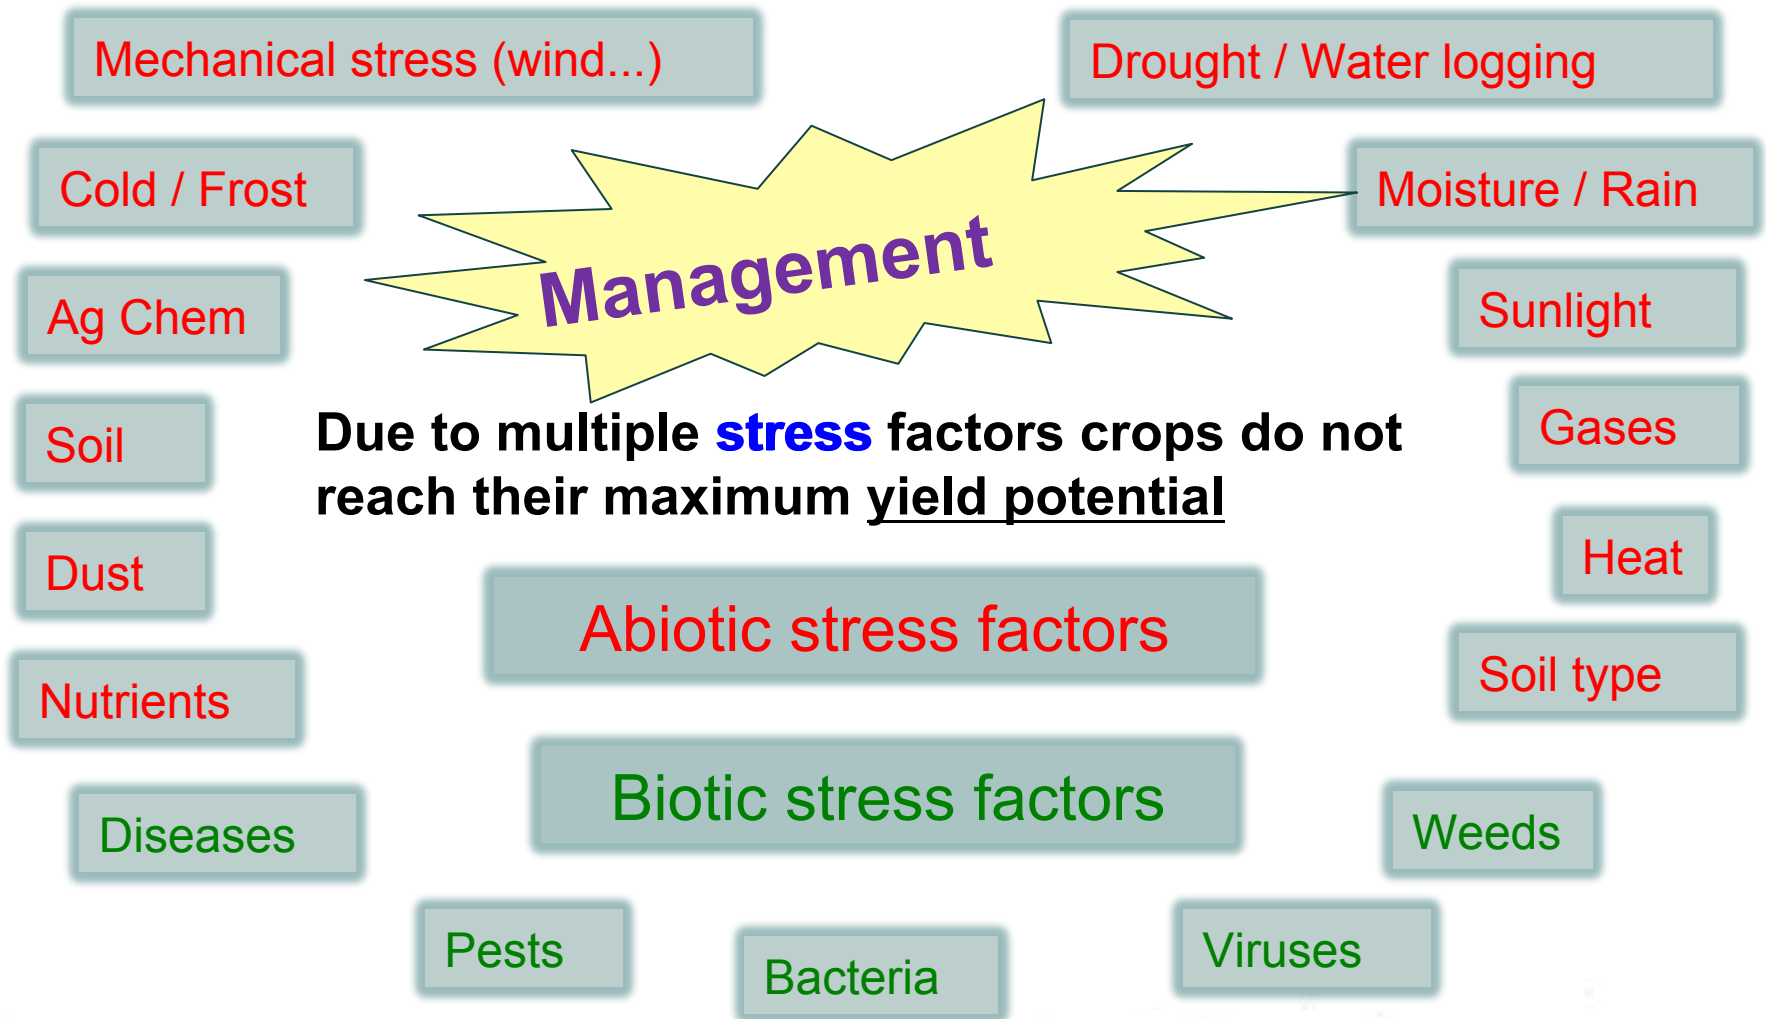 Mechanical stress (wind...)
Drought / Water logging
Cold / Frost
Moisture / Rain
Management
Ag Chem
Sunlight
Soil
Gases
Due to multiple stress factors crops do not
reach their maximum yield potential
Dust
Heat
Abiotic stress factors
Nutrients
Soil type
Biotic stress factors
Diseases
Weeds
Pests
Bacteria
Viruses